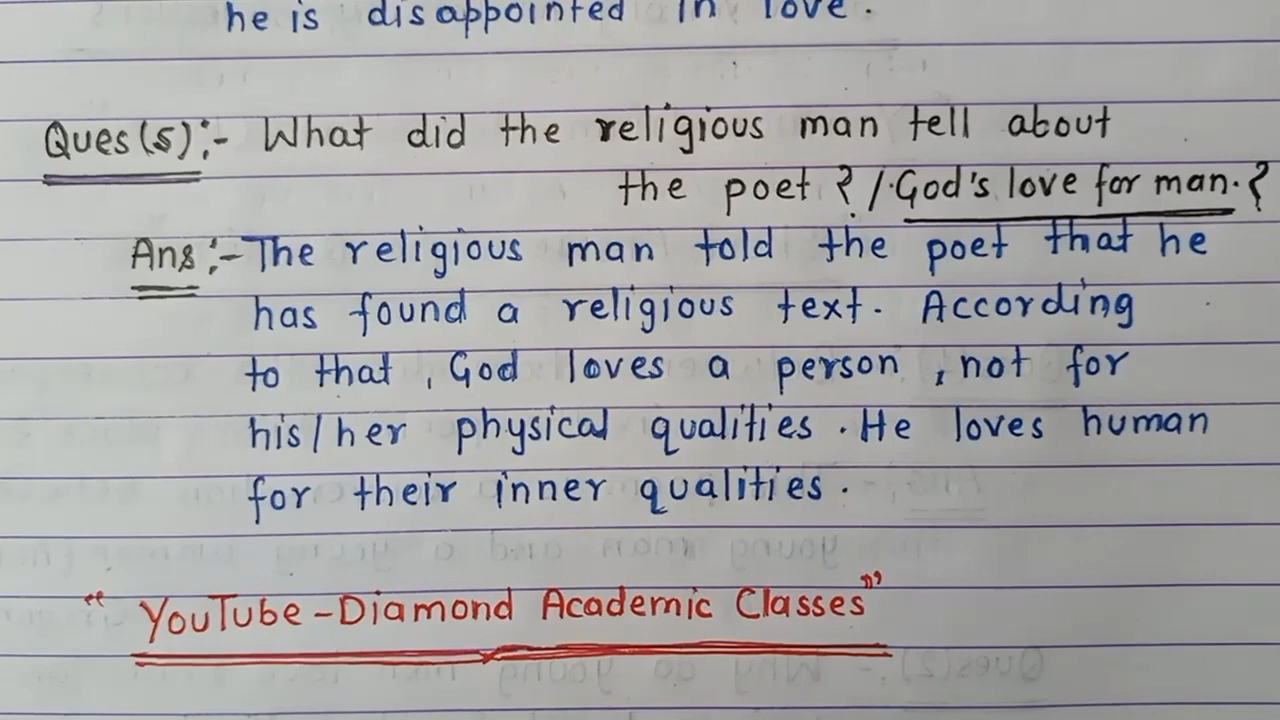 he is disappointed in love.
Ques(5):- What did the religious man tell about
the poet? /.God's love for man.?
Ans:- The religious man told the poet that he
has found a religious text. According
to that, God loves a person, not for
his/her physical qualities. He loves human
for their inner qualities.
"YouTube-Diamond Academic Classes"